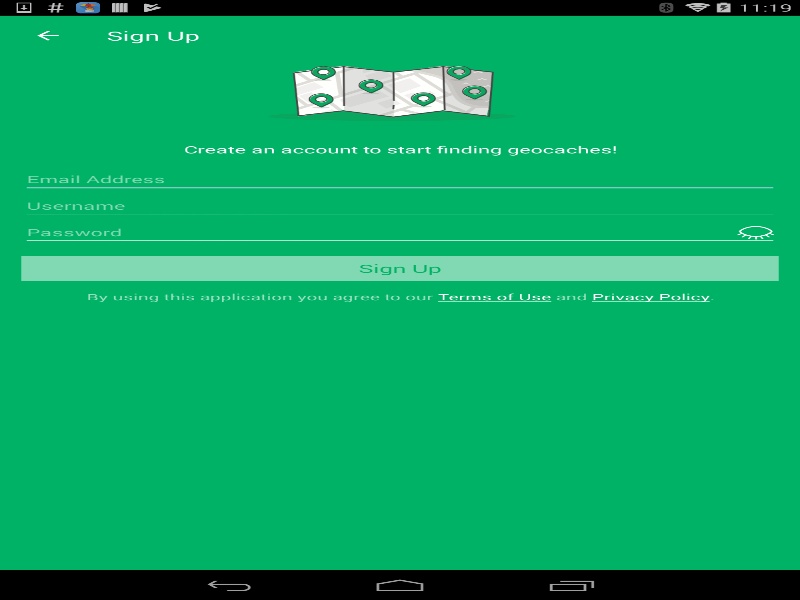 11:19
Sign Up
Create an account to start finding geocaches!
Email Address
Username
Password
Sign Up
By using this application you agree to our Terms of Use and Privacy Policy.